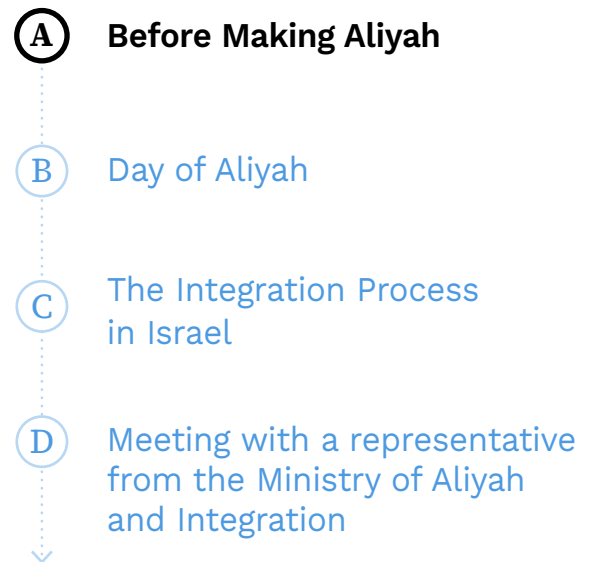 A Before Making Aliyah
B Day of Aliyah
C The Integration Process
in Israel
D Meeting with a representative
from the Ministry of Aliyah
and Integration